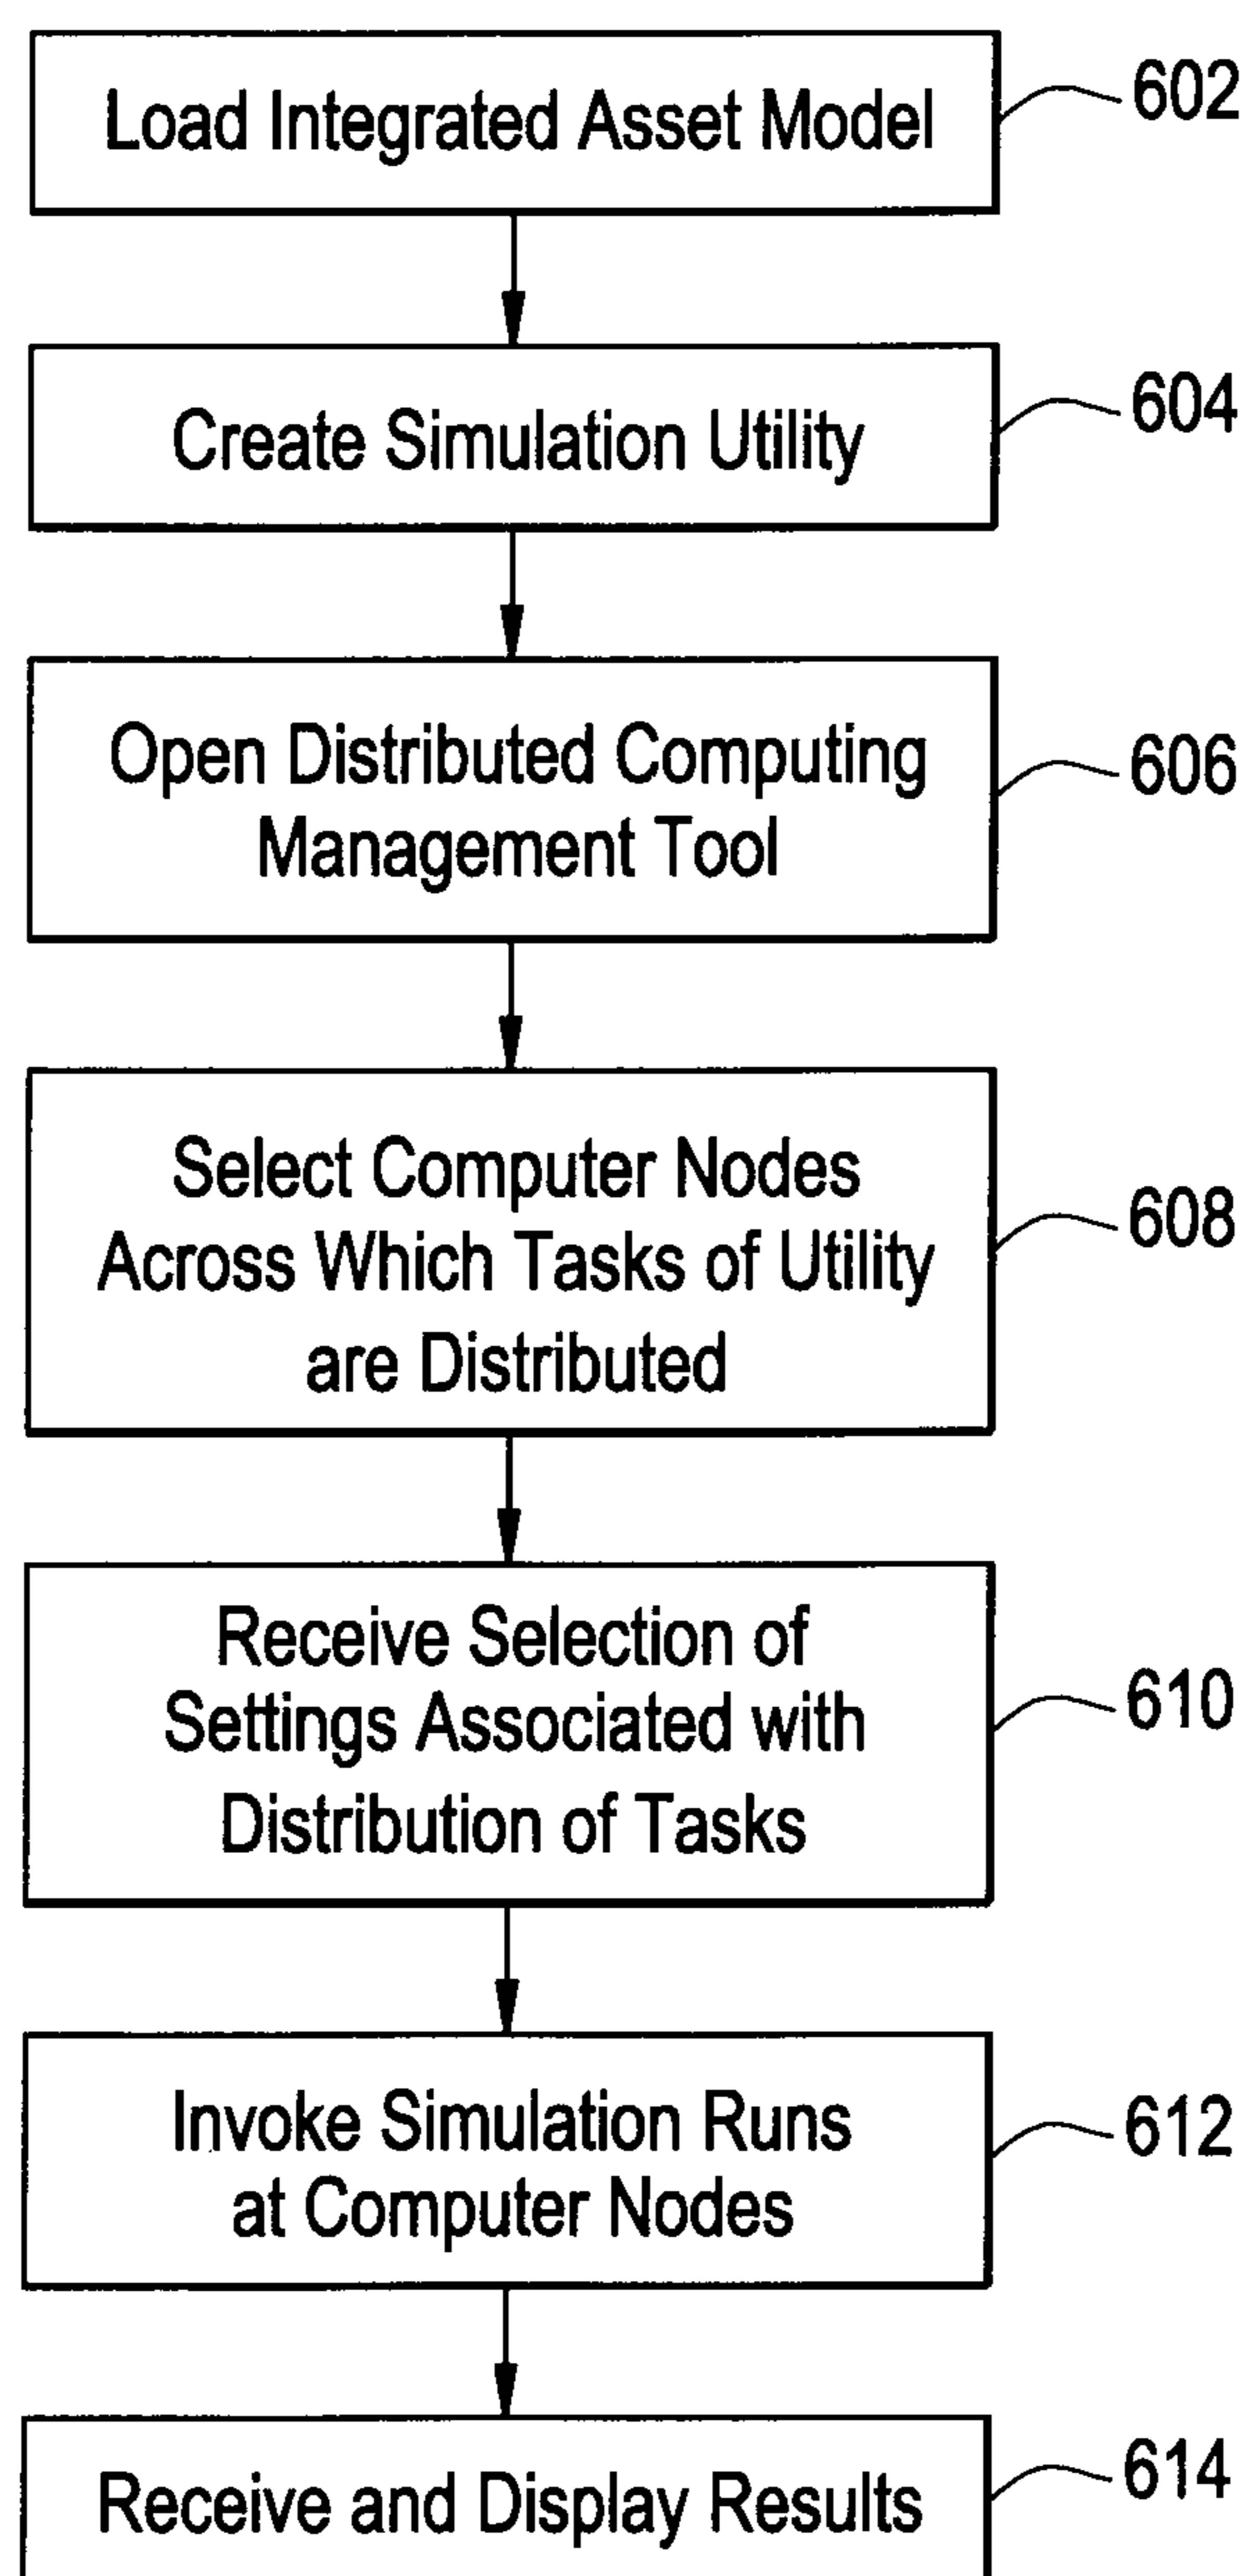 Load Integrated Asset Model
602
Create Simulation Utility
604
Open Distributed Computing
Management Tool
606
Select Computer Nodes
Across Which Tasks of Utility
are Distributed
608
Receive Selection of
Settings Associated with
Distribution of Tasks
610
Invoke Simulation Runs
at Computer Nodes
612
Receive and Display Results
614